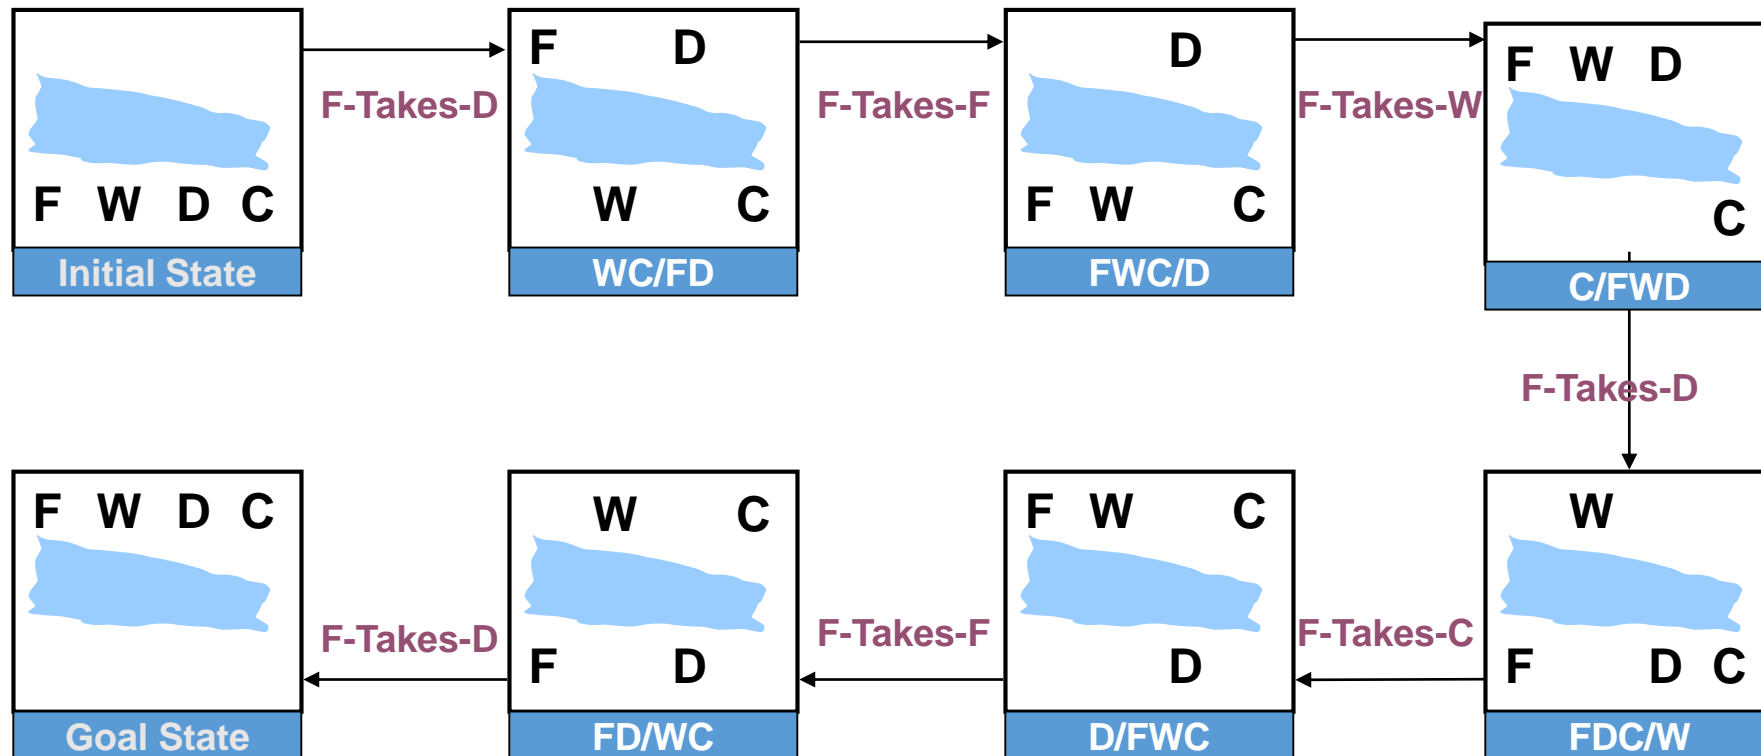 F D
D
F W D
F-Takes-D
F-Takes-F
F-Takes-W
F W D C
W C
F W C
C
Initial State
WC/FD
FWC/D
C/FWD
F-Takes-D
F W D C
W C
F W C
W
F-Takes-D
F-Takes-F
F-Takes-C
F D
D
F D C
Goal State
FD/WC
D/FWC
FDC/W